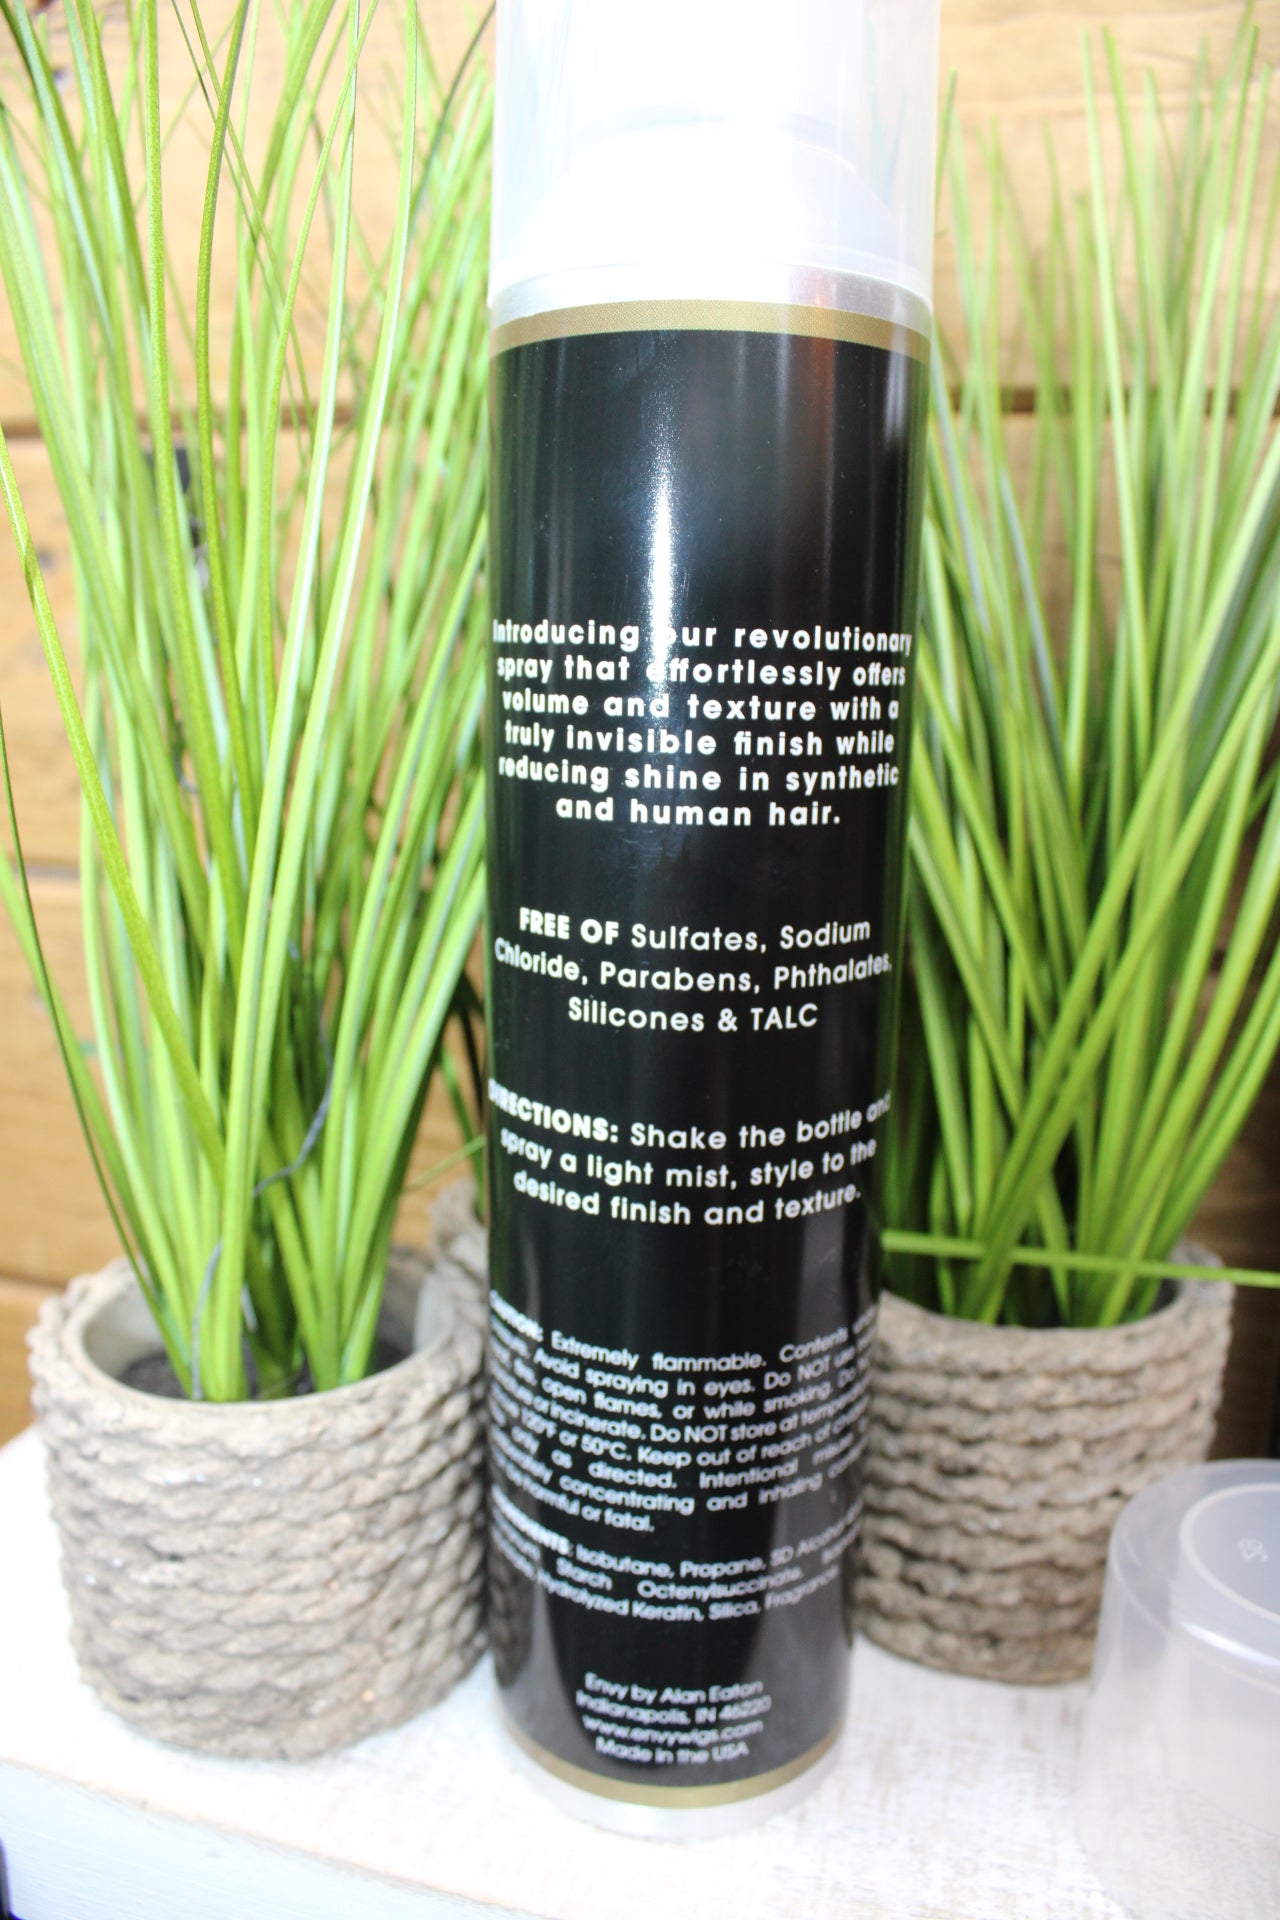 Introducing our revolutionary
spray that effortlessly offers
volume and texture with a
truly invisible finish while
reducing shine in synthetic
and human hair.
FREE OF Sulfates, Sodium
Chloride, Parabens, Phthalates,
Silicones & TALC
DIRECTIONS: Shake the bottle and
spray a light mist, style to the
desired finish and texture.
Extremely flammable. Contents
Avoid spraying in eyes. Do NOT use
fire, open flames, or while smoking. Do
or incinerate. Do NOT store at
120°F or 50°C. Keep out of reach of
only as directed. Intentional
concentrating and inhaling
harmful or fatal.
Isobutane, Propane, SD Alcohol
Starch Octenylsuccinate,
Hydrolyzed Keratin, Silica, Fragrance
Envy by Alan Eaton
Indianapolis, IN 46220
www.envywigs.com
Made in the USA